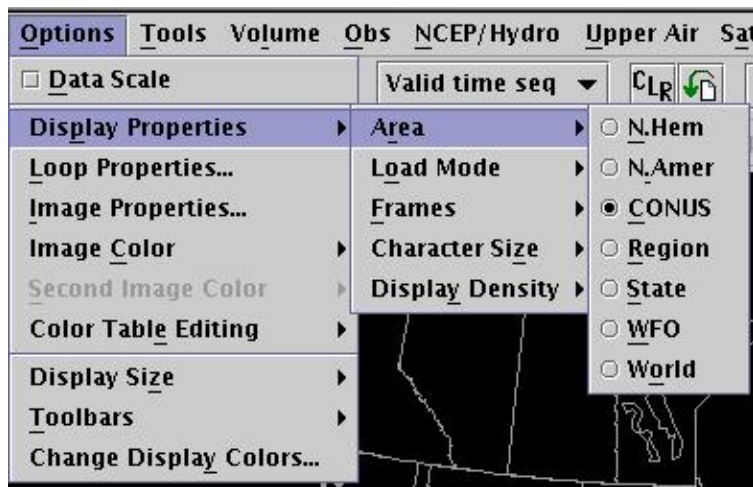 Options Tools Volume Obs NCEP/Hydro Upper Air
Data Scale
Valid time seq
CLR
Display Properties
Loop Properties...
Image Properties...
Image Color
Second Image Color
Color Table Editing
Display Size
Toolbars
Change Display Colors...
Area
Load Mode
Frames
Character Size
Display Density
N.Hem
N.Amer
CONUS
Region
State
WFO
World